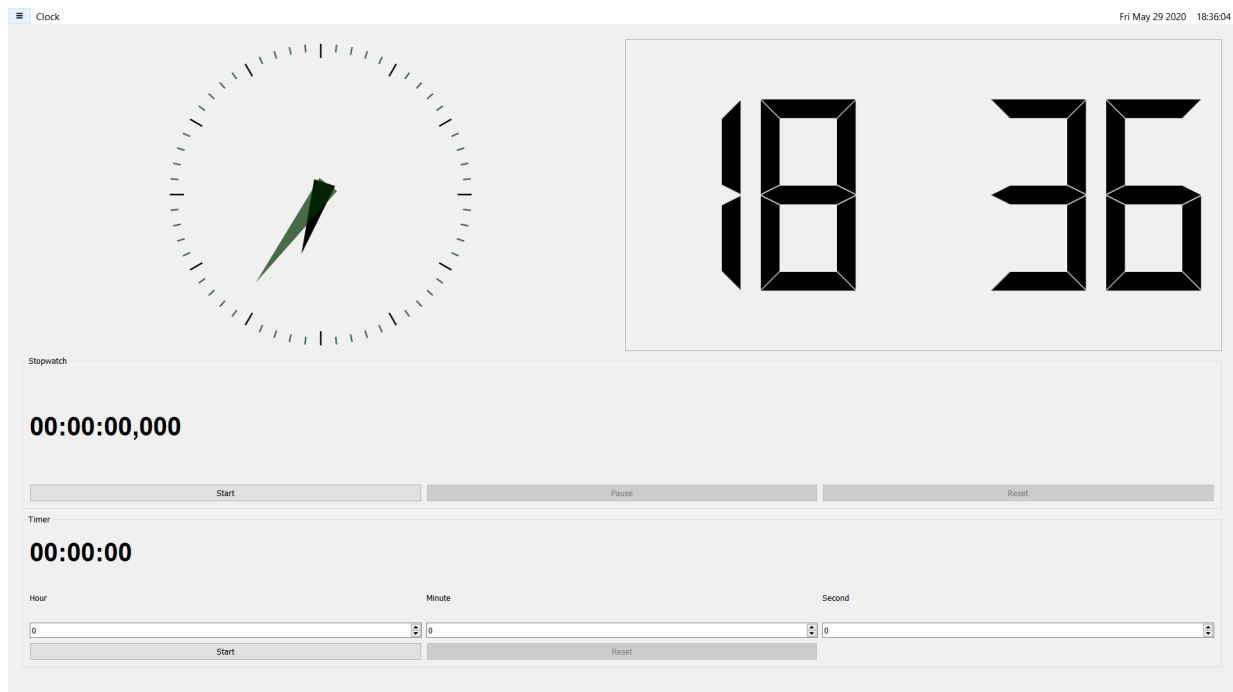 ≡ Clock Fri May 29 2020 18:36:04
18 36
Stopwatch
00:00:00,000
Start Pause Reset
Timer
00:00:00
Hour Minute Second
0 0 0
Start Reset